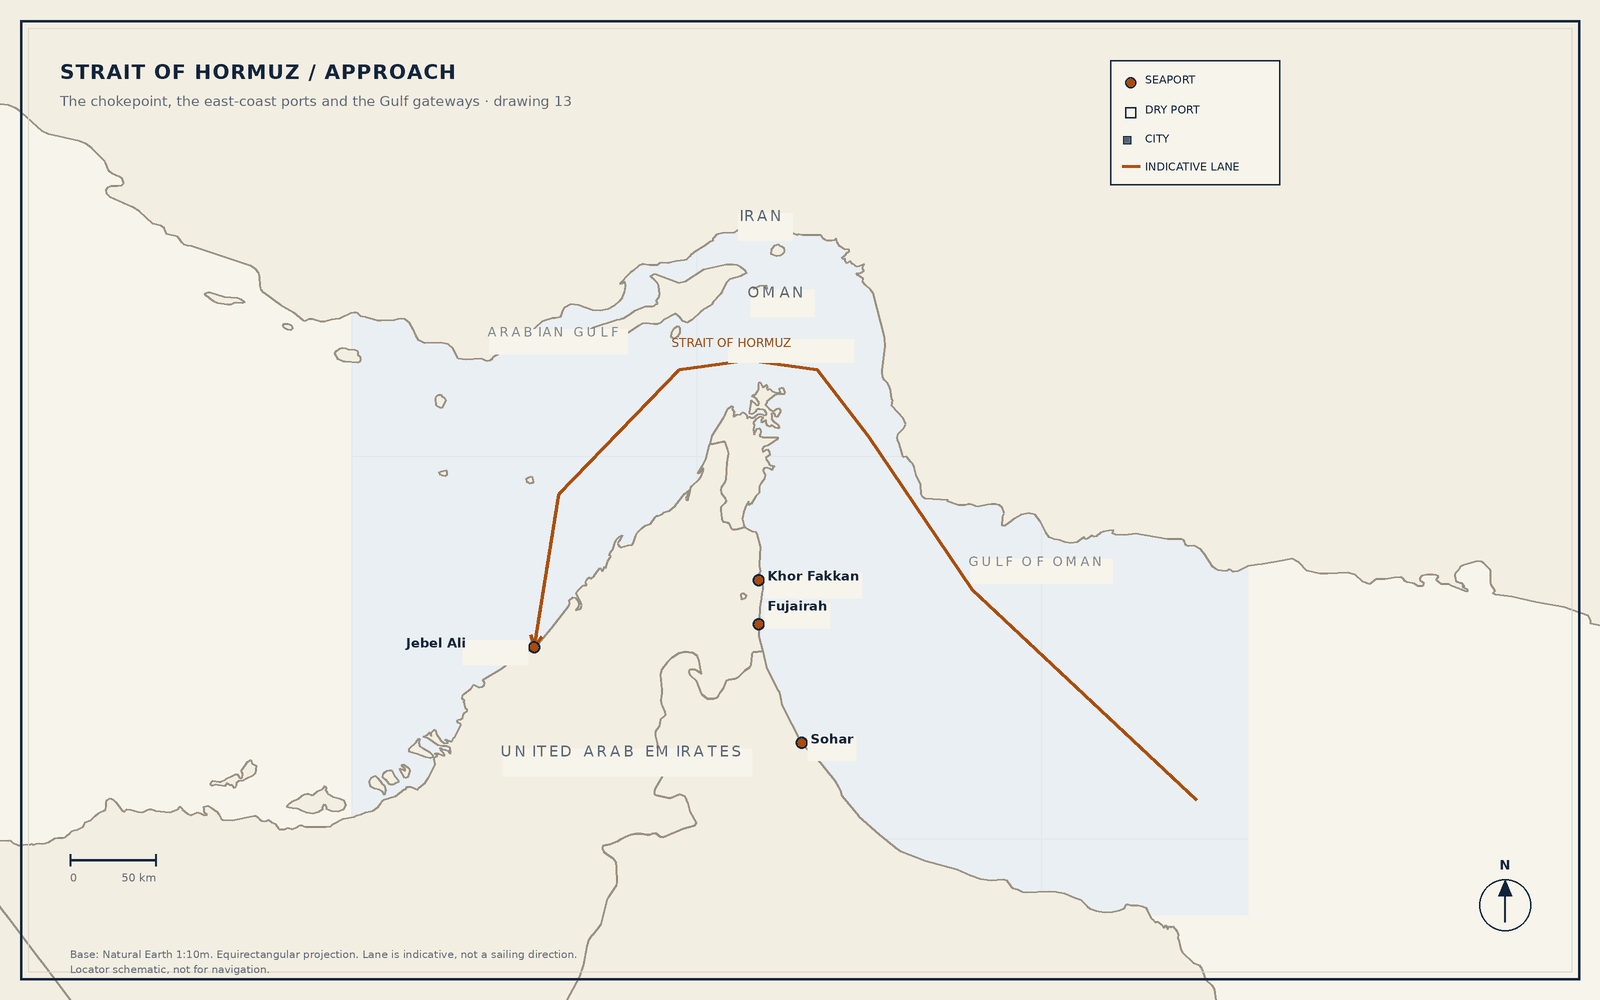 STRAIT OF HORMUZ / APPROACH
The chokepoint, the east-coast ports and the Gulf gateways · drawing 13
SEAPORT
DRY PORT
CITY
INDICATIVE LANE
IRAN
OMAN
ARABIAN GULF
STRAIT OF HORMUZ
GULF OF OMAN
Khor Fakkan
Fujairah
Jebel Ali
Sohar
UNITED ARAB EMIRATES
0 50 km
N
Base: Natural Earth 1:10m. Equirectangular projection. Lane is indicative, not a sailing direction.
Locator schematic, not for navigation.